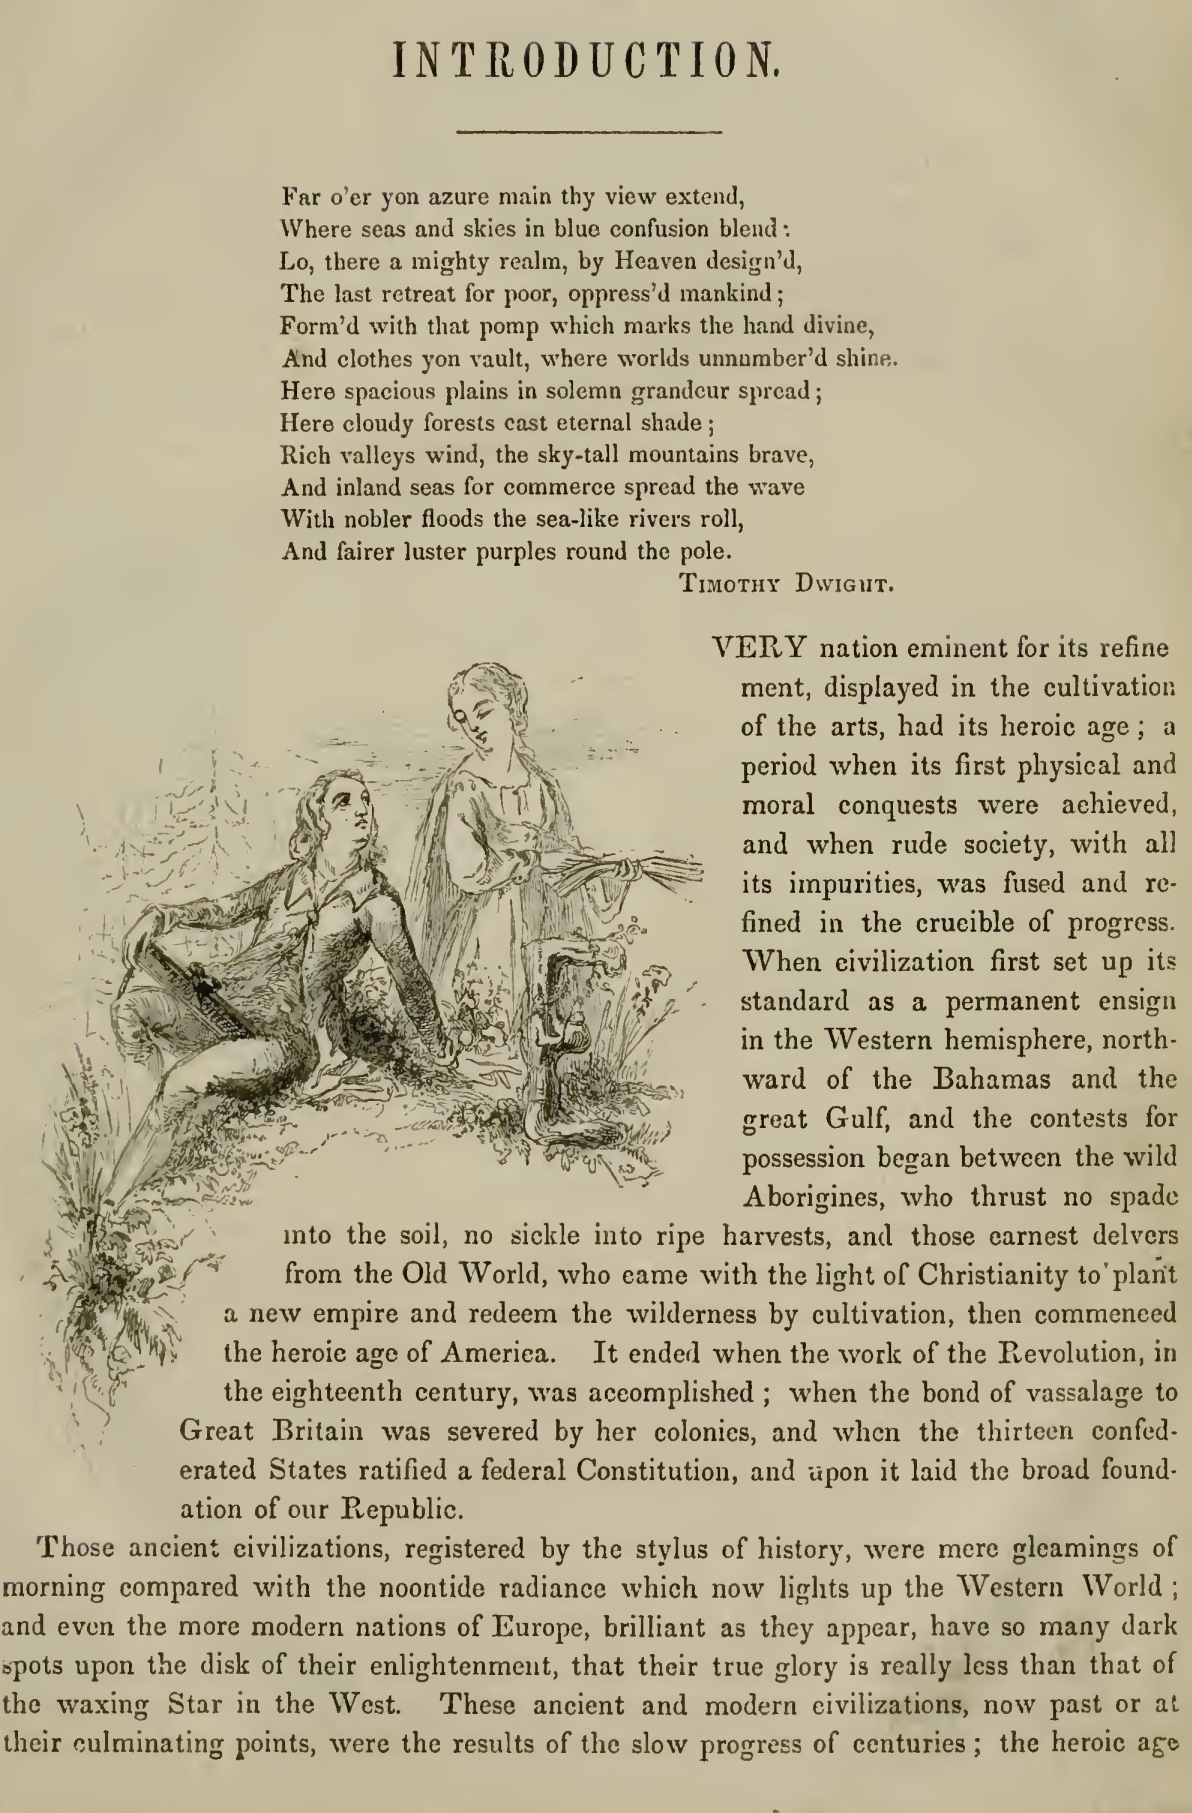 INTRODUCTION.
Far o'er yon azure main thy view extend,
Where seas and skies in blue confusion blend:
Lo, there a mighty realm, by Heaven design'd,
The last retreat for poor, oppress'd mankind;
Form'd with that pomp which marks the hand divine,
And clothes yon vault, where worlds unnumber'd shine.
Here spacious plains in solemn grandeur spread;
Here cloudy forests cast eternal shade;
Rich valleys wind, the sky-tall mountains brave,
And inland seas for commerce spread the wave
With nobler floods the sea-like rivers roll,
And fairer luster purples round the pole.
Timothy Dwight.
EVERY nation eminent for its refine
ment, displayed in the cultivation
of the arts, had its heroic age; a
period when its first physical and
moral conquests were achieved,
and when rude society, with all
its impurities, was fused and re-
fined in the crucible of progress.
When civilization first set up its
standard as a permanent ensign
in the Western hemisphere, north-
ward of the Bahamas and the
great Gulf, and the contests for
possession began between the wild
Aborigines, who thrust no spade
into the soil, no sickle into ripe harvests, and those earnest delvers
from the Old World, who came with the light of Christianity to plant
a new empire and redeem the wilderness by cultivation, then commenced
the heroic age of America. It ended when the work of the Revolution, in
the eighteenth century, was accomplished; when the bond of vassalage to
Great Britain was severed by her colonies, and when the thirteen confed-
erated States ratified a federal Constitution, and upon it laid the broad found-
ation of our Republic.
Those ancient civilizations, registered by the stylus of history, were mere gleamings of
morning compared with the noontide radiance which now lights up the Western World;
and even the more modern nations of Europe, brilliant as they appear, have so many dark
spots upon the disk of their enlightenment, that their true glory is really less than that of
the waxing Star in the West. These ancient and modern civilizations, now past or at
their culminating points, were the results of the slow progress of centuries; the heroic age